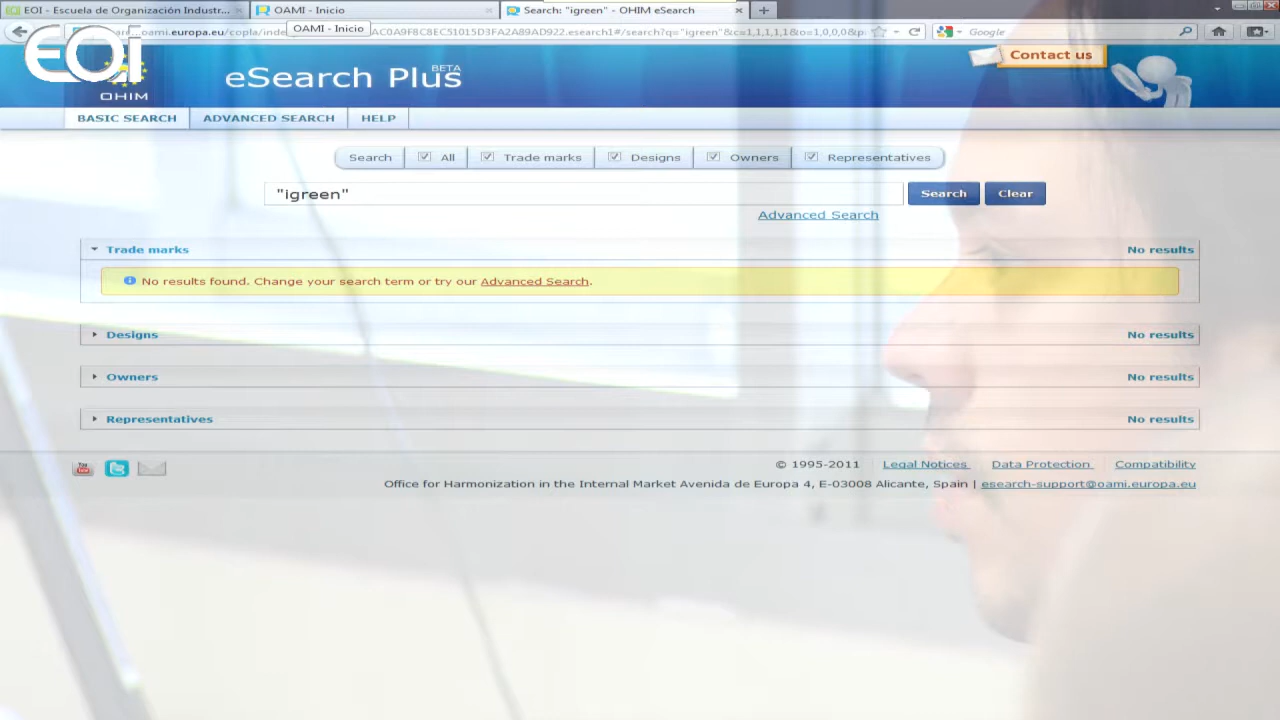 EOI - Escuela de Organización Industr...
OAMI - Inicio
Search: "igreen" - OHIM eSearch
oami.europa.eu/copla/inde
OAMI - Inicio
AC0A9F8C8EC51015D3FA2A89AD922.esearch1#/search?q="igreen"&c=1,1,1,1,1&to=1,0,0,0&p.
Google
EOI
OHIM
eSearch Plus
BETA
Contact us
BASIC SEARCH
ADVANCED SEARCH
HELP
Search
All
Trade marks
Designs
Owners
Representatives
"igreen"
Search
Clear
Advanced Search
Trade marks
No results
No results found. Change your search term or try our Advanced Search.
Designs
No results
Owners
No results
Representatives
No results
© 1995-2011
Legal Notices
Data Protection
Compatibility
Office for Harmonization in the Internal Market Avenida de Europa 4, E-03008 Alicante, Spain | esearch-support@oami.europa.eu